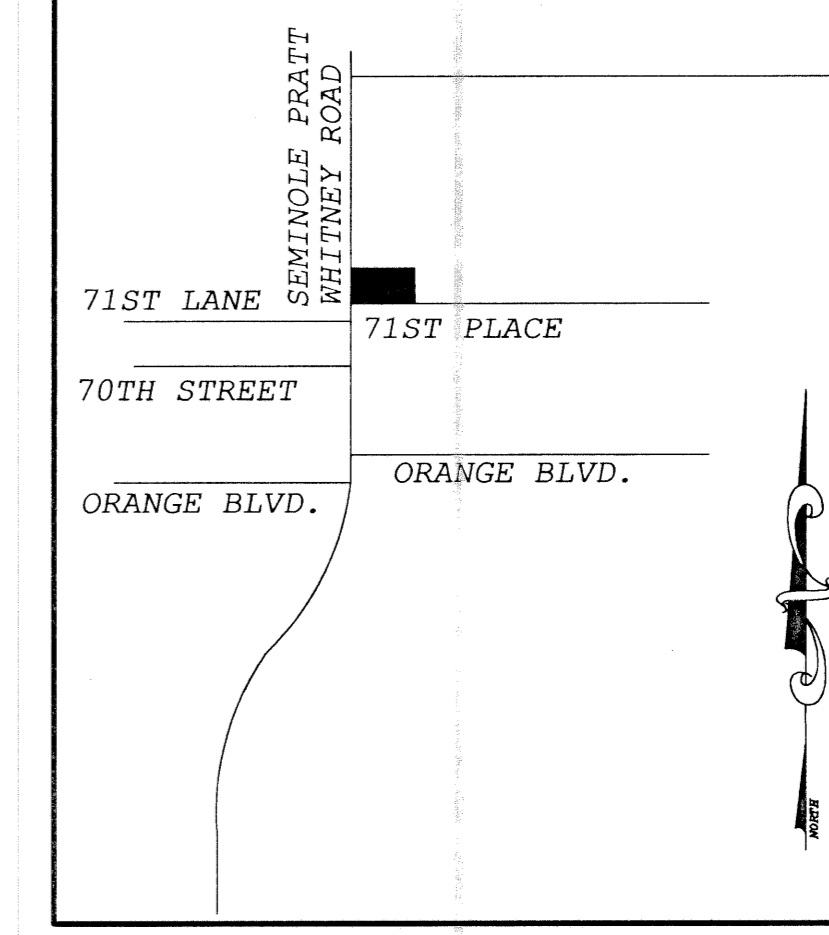 SEMINOLE PRATT
WHITNEY ROAD
71ST LANE
71ST PLACE
70TH STREET
ORANGE BLVD.
ORANGE BLVD.
NORTH